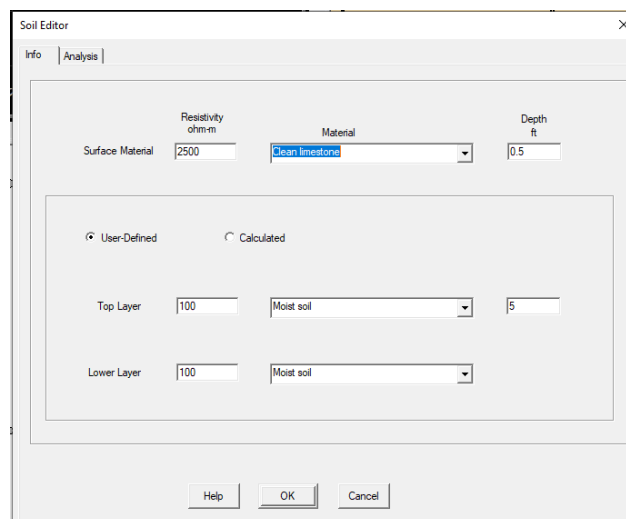 Soil Editor
Info
Analysis
Resistivity
ohm-m
Material
Depth
ft
Surface Material
2500
Clean limestone
0.5
User-Defined
Calculated
Top Layer
100
Moist soil
5
Lower Layer
100
Moist soil
Help
OK
Cancel